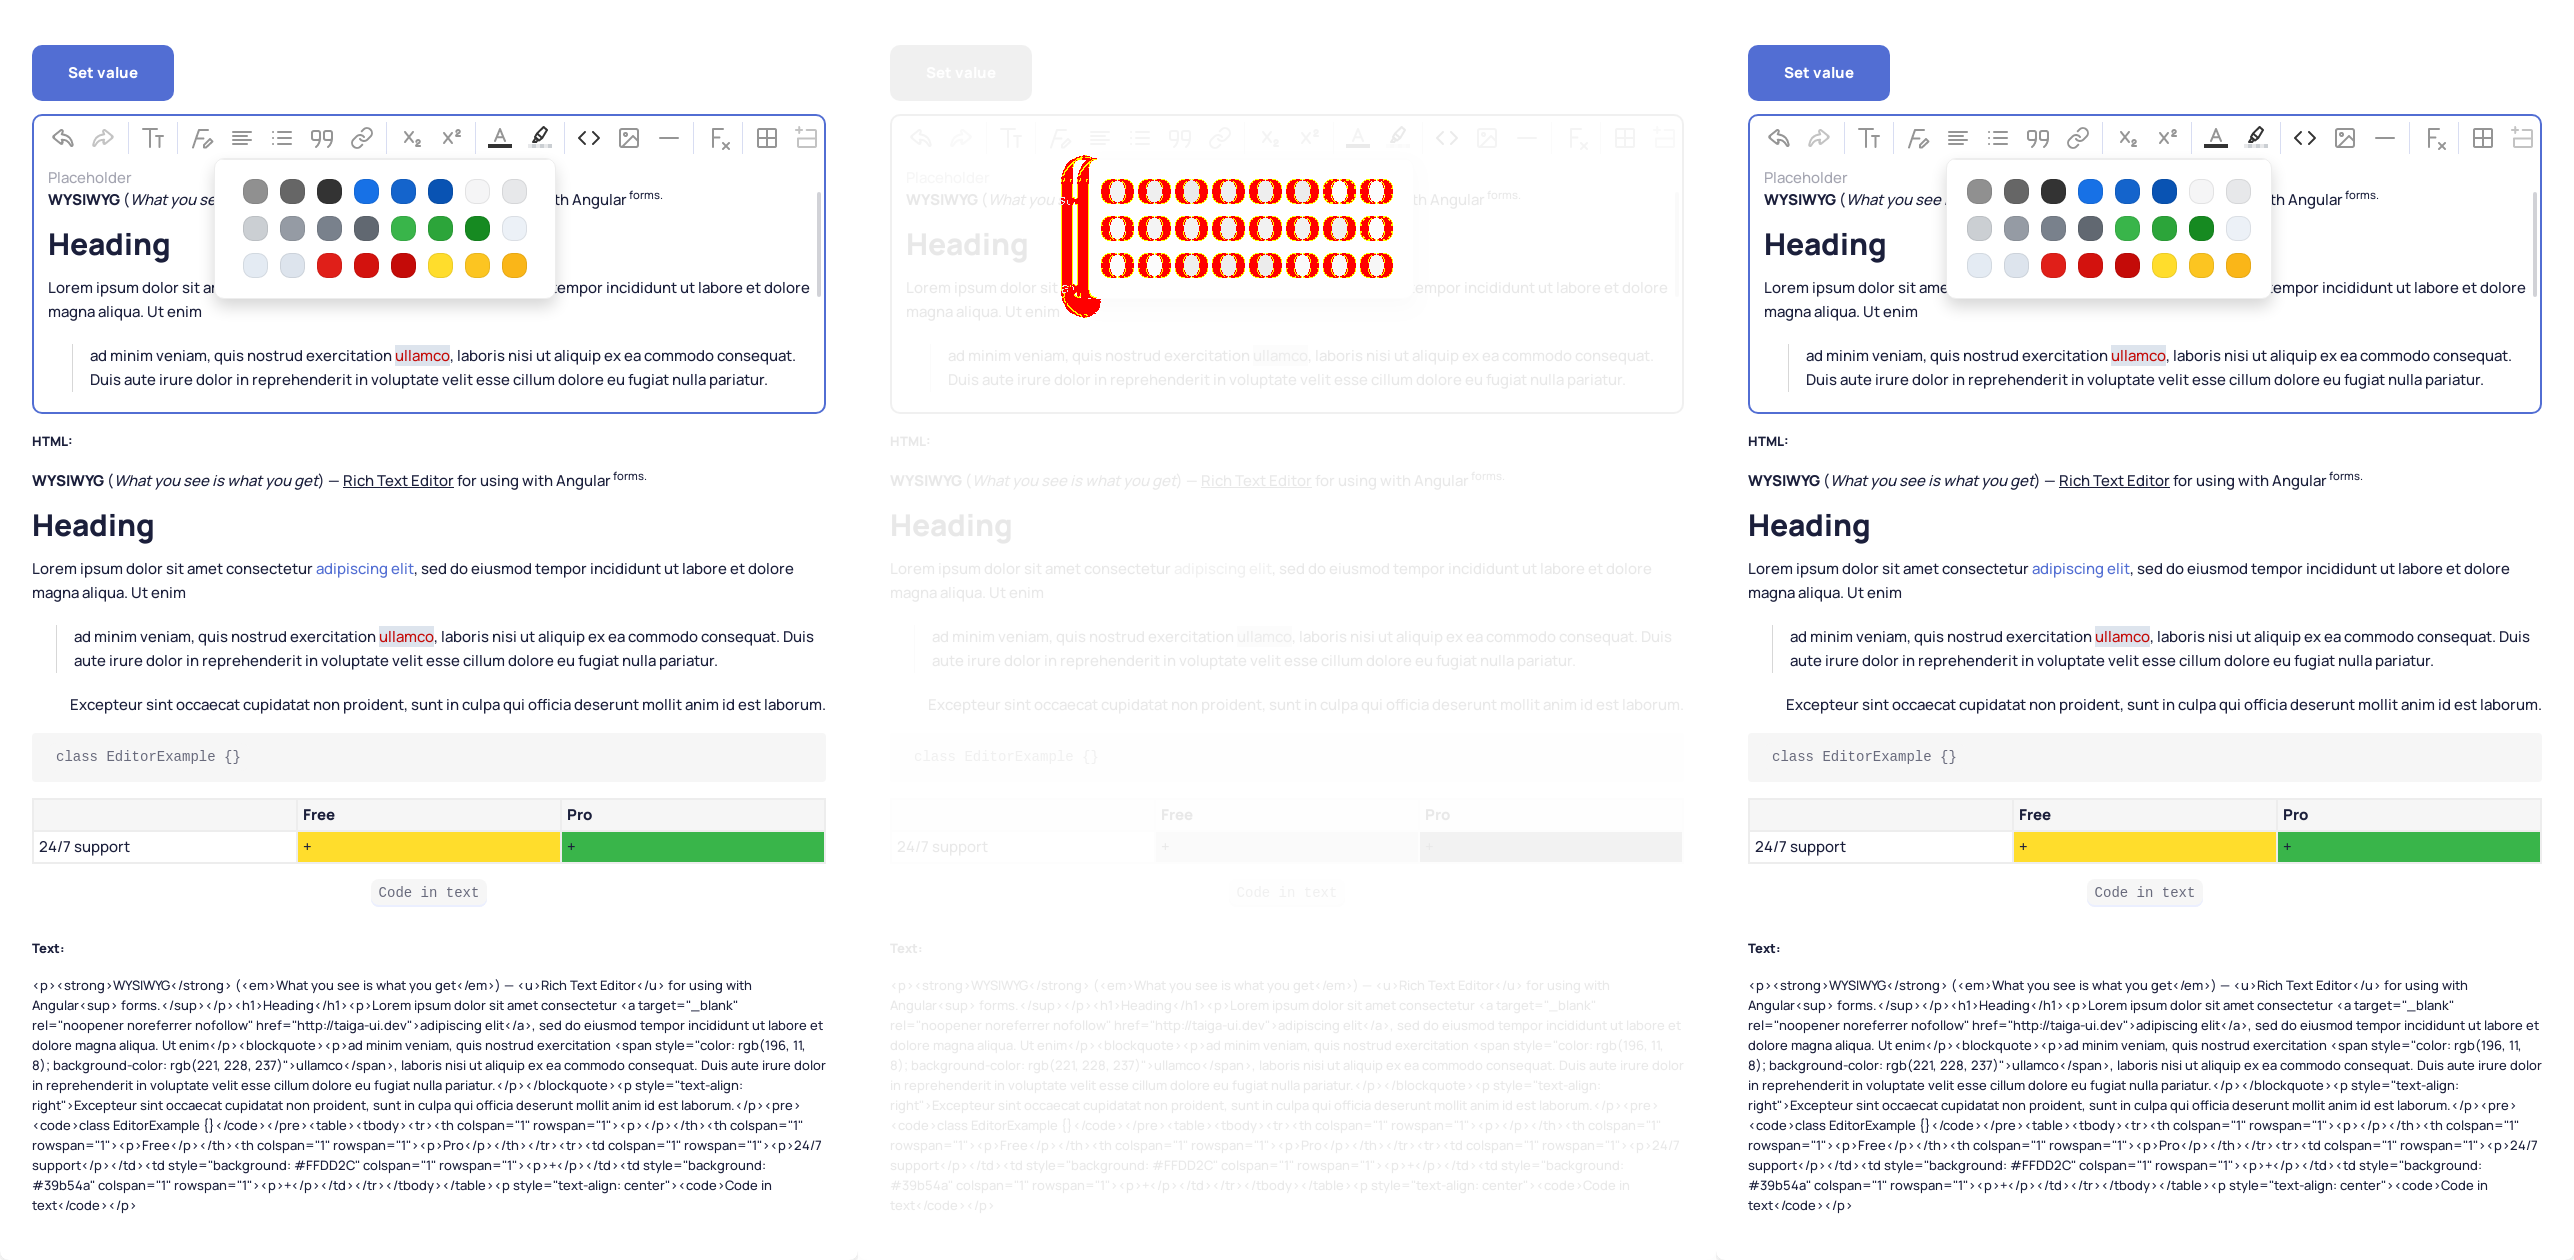 Set value
Placeholder
WYSIWYG (What you se th Angular forms.
Heading
Lorem ipsum dolor sit tempor incididunt ut labore et dolore
magna aliqua. Ut enim
ad minim veniam, quis nostrud exercitation ullamco, laboris nisi ut aliquip ex ea commodo consequat.
Duis aute irure dolor in reprehenderit in voluptate velit esse cillum dolore eu fugiat nulla pariatur.
HTML:
WYSIWYG (What you see is what you get) — Rich Text Editor for using with Angular forms.
Heading
Lorem ipsum dolor sit amet consectetur adipiscing elit, sed do eiusmod tempor incididunt ut labore et dolore
magna aliqua. Ut enim
ad minim veniam, quis nostrud exercitation ullamco, laboris nisi ut aliquip ex ea commodo consequat. Duis
aute irure dolor in reprehenderit in voluptate velit esse cillum dolore eu fugiat nulla pariatur.
Excepteur sint occaecat cupidatat non proident, sunt in culpa qui officia deserunt mollit anim id est laborum.
class EditorExample {}
Free Pro
24/7 support + +
Code in text
Text:
<p><strong>WYSIWYG</strong> (<em>What you see is what you get</em>) — <u>Rich Text Editor</u> for using with
Angular<sup> forms.</sup></p><h1>Heading</h1><p>Lorem ipsum dolor sit amet consectetur <a target="_blank"
rel="noopener noreferrer nofollow" href="http://taiga-ui.dev">adipiscing elit</a>, sed do eiusmod tempor incididunt ut labore et
dolore magna aliqua. Ut enim</p><blockquote><p>ad minim veniam, quis nostrud exercitation <span style="color: rgb(196, 11,
8); background-color: rgb(221, 228, 237)">ullamco</span>, laboris nisi ut aliquip ex ea commodo consequat. Duis aute irure dolor
in reprehenderit in voluptate velit esse cillum dolore eu fugiat nulla pariatur.</p></blockquote><p style="text-align:
right">Excepteur sint occaecat cupidatat non proident, sunt in culpa qui officia deserunt mollit anim id est laborum.</p><pre>
<code>class EditorExample {}</code></pre><table><tbody><tr><th colspan="1" rowspan="1"><p></p></th><th colspan="1"
rowspan="1"><p>Free</p></th><th colspan="1" rowspan="1"><p>Pro</p></th></tr><tr><td colspan="1" rowspan="1"><p>24/7
support</p></td><td style="background: #FFDD2C" colspan="1" rowspan="1"><p>+</p></td><td style="background:
#39b54a" colspan="1" rowspan="1"><p>+</p></td></tr></tbody></table><p style="text-align: center"><code>Code in
text</code></p>
Set value
Placeholder
WYSIWYG (What you th Angular forms.
Heading
Lorem ipsum dolor incididunt ut labore et dolore
magna aliqua. Ut enim
ad minim veniam, quis nostrud exercitation ullamco, laboris nisi ut aliquip ex ea commodo consequat.
Duis aute irure dolor in reprehenderit in voluptate velit esse cillum dolore eu fugiat nulla pariatur.
HTML:
WYSIWYG (What you see is what you get) — Rich Text Editor for using with Angular forms.
Heading
Lorem ipsum dolor sit amet consectetur adipiscing elit, sed do eiusmod tempor incididunt ut labore et dolore
magna aliqua. Ut enim
ad minim veniam, quis nostrud exercitation ullamco, laboris nisi ut aliquip ex ea commodo consequat. Duis
aute irure dolor in reprehenderit in voluptate velit esse cillum dolore eu fugiat nulla pariatur.
Excepteur sint occaecat cupidatat non proident, sunt in culpa qui officia deserunt mollit anim id est laborum.
class EditorExample {}
Free Pro
24/7 support + +
Code in text
Text:
<p><strong>WYSIWYG</strong> (<em>What you see is what you get</em>) — <u>Rich Text Editor</u> for using with
Angular<sup> forms.</sup></p><h1>Heading</h1><p>Lorem ipsum dolor sit amet consectetur <a target="_blank"
rel="noopener noreferrer nofollow" href="http://taiga-ui.dev">adipiscing elit</a>, sed do eiusmod tempor incididunt ut labore et
dolore magna aliqua. Ut enim</p><blockquote><p>ad minim veniam, quis nostrud exercitation <span style="color: rgb(196, 11,
8); background-color: rgb(221, 228, 237)">ullamco</span>, laboris nisi ut aliquip ex ea commodo consequat. Duis aute irure dolor
in reprehenderit in voluptate velit esse cillum dolore eu fugiat nulla pariatur.</p></blockquote><p style="text-align:
right">Excepteur sint occaecat cupidatat non proident, sunt in culpa qui officia deserunt mollit anim id est laborum.</p><pre>
<code>class EditorExample {}</code></pre><table><tbody><tr><th colspan="1" rowspan="1"><p></p></th><th colspan="1"
rowspan="1"><p>Free</p></th><th colspan="1" rowspan="1"><p>Pro</p></th></tr><tr><td colspan="1" rowspan="1"><p>24/7
support</p></td><td style="background: #FFDD2C" colspan="1" rowspan="1"><p>+</p></td><td style="background:
#39b54a" colspan="1" rowspan="1"><p>+</p></td></tr></tbody></table><p style="text-align: center"><code>Code in
text</code></p>
Set value
Placeholder
WYSIWYG (What you see th Angular forms.
Heading
Lorem ipsum dolor sit ame tempor incididunt ut labore et dolore
magna aliqua. Ut enim
ad minim veniam, quis nostrud exercitation ullamco, laboris nisi ut aliquip ex ea commodo consequat.
Duis aute irure dolor in reprehenderit in voluptate velit esse cillum dolore eu fugiat nulla pariatur.
HTML:
WYSIWYG (What you see is what you get) — Rich Text Editor for using with Angular forms.
Heading
Lorem ipsum dolor sit amet consectetur adipiscing elit, sed do eiusmod tempor incididunt ut labore et dolore
magna aliqua. Ut enim
ad minim veniam, quis nostrud exercitation ullamco, laboris nisi ut aliquip ex ea commodo consequat. Duis
aute irure dolor in reprehenderit in voluptate velit esse cillum dolore eu fugiat nulla pariatur.
Excepteur sint occaecat cupidatat non proident, sunt in culpa qui officia deserunt mollit anim id est laborum.
class EditorExample {}
Free Pro
24/7 support + +
Code in text
Text:
<p><strong>WYSIWYG</strong> (<em>What you see is what you get</em>) — <u>Rich Text Editor</u> for using with
Angular<sup> forms.</sup></p><h1>Heading</h1><p>Lorem ipsum dolor sit amet consectetur <a target="_blank"
rel="noopener noreferrer nofollow" href="http://taiga-ui.dev">adipiscing elit</a>, sed do eiusmod tempor incididunt ut labore et
dolore magna aliqua. Ut enim</p><blockquote><p>ad minim veniam, quis nostrud exercitation <span style="color: rgb(196, 11,
8); background-color: rgb(221, 228, 237)">ullamco</span>, laboris nisi ut aliquip ex ea commodo consequat. Duis aute irure dolor
in reprehenderit in voluptate velit esse cillum dolore eu fugiat nulla pariatur.</p></blockquote><p style="text-align:
right">Excepteur sint occaecat cupidatat non proident, sunt in culpa qui officia deserunt mollit anim id est laborum.</p><pre>
<code>class EditorExample {}</code></pre><table><tbody><tr><th colspan="1" rowspan="1"><p></p></th><th colspan="1"
rowspan="1"><p>Free</p></th><th colspan="1" rowspan="1"><p>Pro</p></th></tr><tr><td colspan="1" rowspan="1"><p>24/7
support</p></td><td style="background: #FFDD2C" colspan="1" rowspan="1"><p>+</p></td><td style="background:
#39b54a" colspan="1" rowspan="1"><p>+</p></td></tr></tbody></table><p style="text-align: center"><code>Code in
text</code></p>